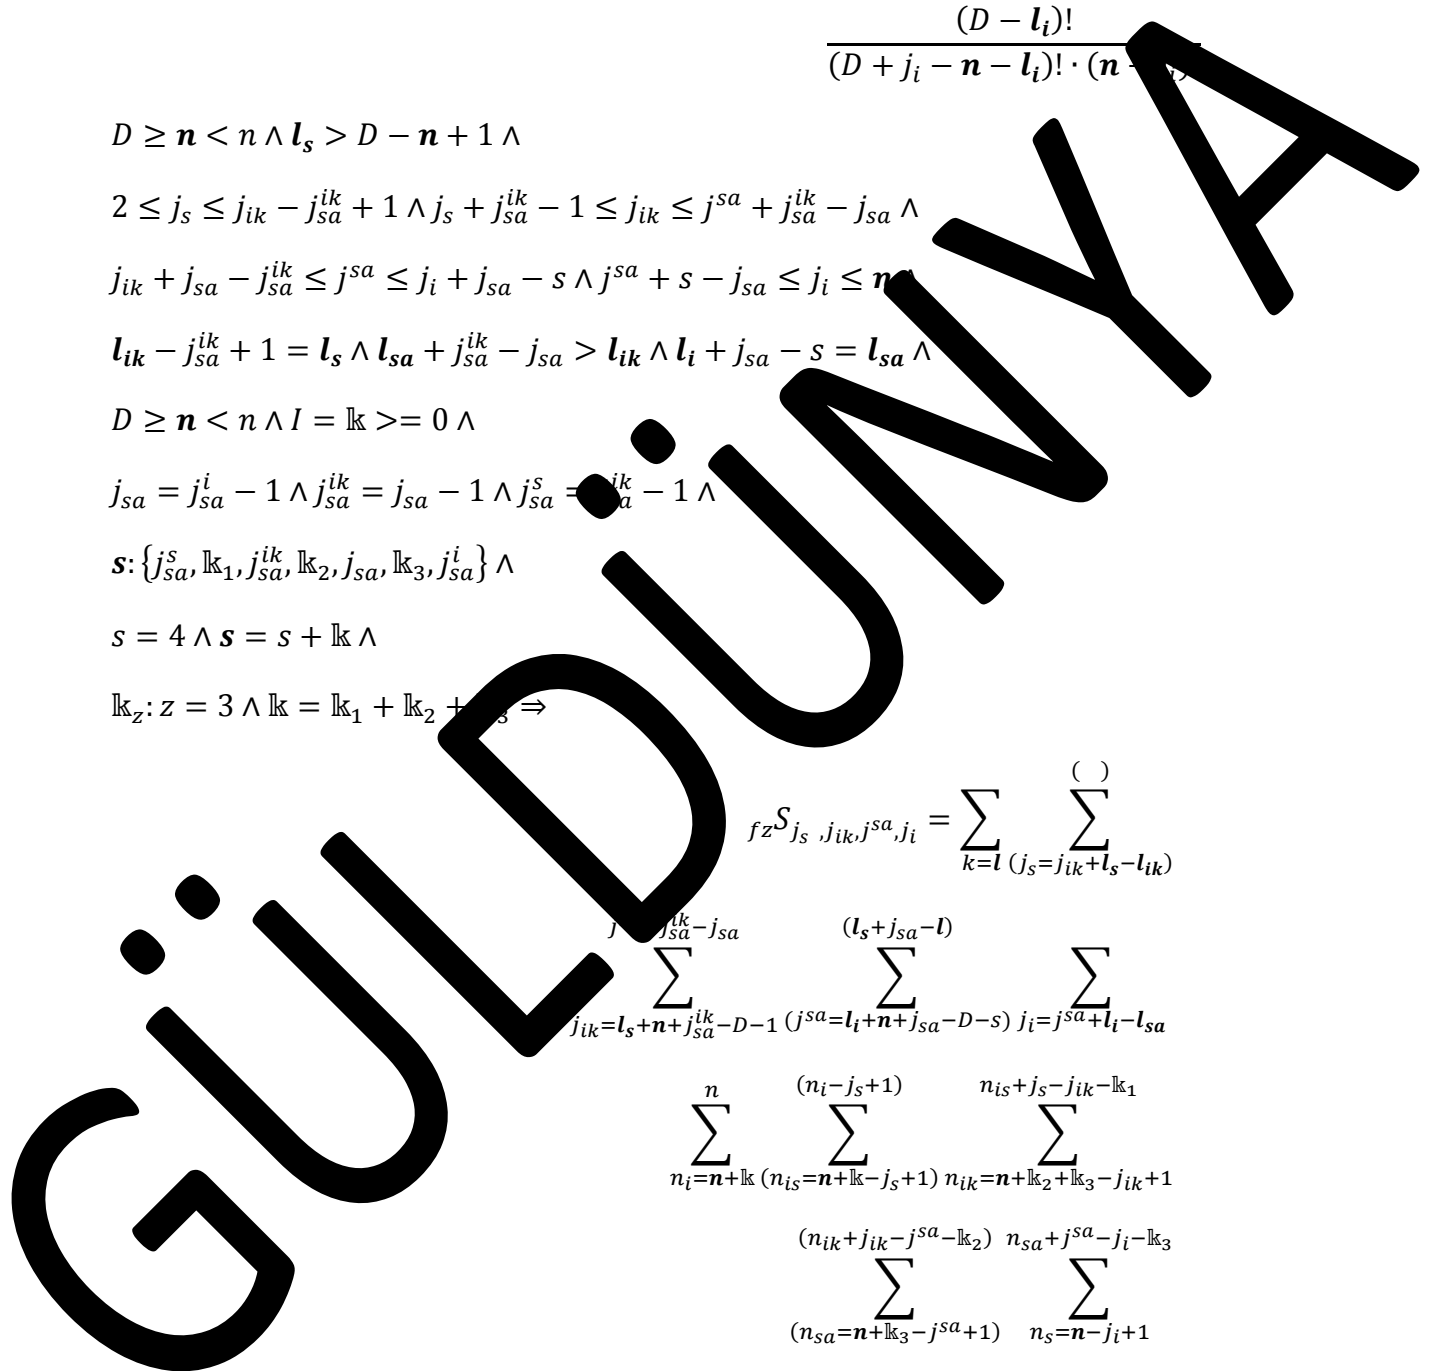 (D − l_i)!
(D + j_i − n − l_i)! · (n
D ≥ n < n ∧ l_s > D − n + 1 ∧
2 ≤ j_s ≤ j_ik − j_sa^ik + 1 ∧ j_s + j_sa^ik − 1 ≤ j_ik ≤ j^sa + j_sa^ik − j_sa ∧
j_ik + j_sa − j_sa^ik ≤ j^sa ≤ j_i + j_sa − s ∧ j^sa + s − j_sa ≤ j_i ≤ n ∧
l_ik − j_sa^ik + 1 = l_s ∧ l_sa + j_sa^ik − j_sa > l_ik ∧ l_i + j_sa − s = l_sa ∧
D ≥ n < n ∧ I = 𝕜 >= 0 ∧
j_sa = j_sa^i − 1 ∧ j_sa^ik = j_sa − 1 ∧ j_sa^s = − 1 ∧
s: {j_sa^s, 𝕜_1, j_sa^ik, 𝕜_2, j_sa, 𝕜_3, j_sa^i} ∧
s = 4 ∧ s = s + 𝕜 ∧
𝕜_z: z = 3 ∧ 𝕜 = 𝕜_1 + 𝕜_2 + ⇒
( )
fzS_{j_s ,j_ik,j^sa,j_i} = ∑ ∑
k=l (j_s=j_ik+l_s−l_ik)
j_sa^ik−j_sa (l_s+j_sa−l)
∑ ∑ ∑
j_ik=l_s+n+j_sa^ik−D−1 (j^sa=l_i+n+j_sa−D−s) j_i=j^sa+l_i−l_sa
n (n_i−j_s+1) n_is+j_s−j_ik−𝕜_1
∑ ∑ ∑
n_i=n+𝕜 (n_is=n+𝕜−j_s+1) n_ik=n+𝕜_2+𝕜_3−j_ik+1
(n_ik+j_ik−j^sa−𝕜_2) n_sa+j^sa−j_i−𝕜_3
∑ ∑
(n_sa=n+𝕜_3−j^sa+1) n_s=n−j_i+1
GÜLDÜNYA